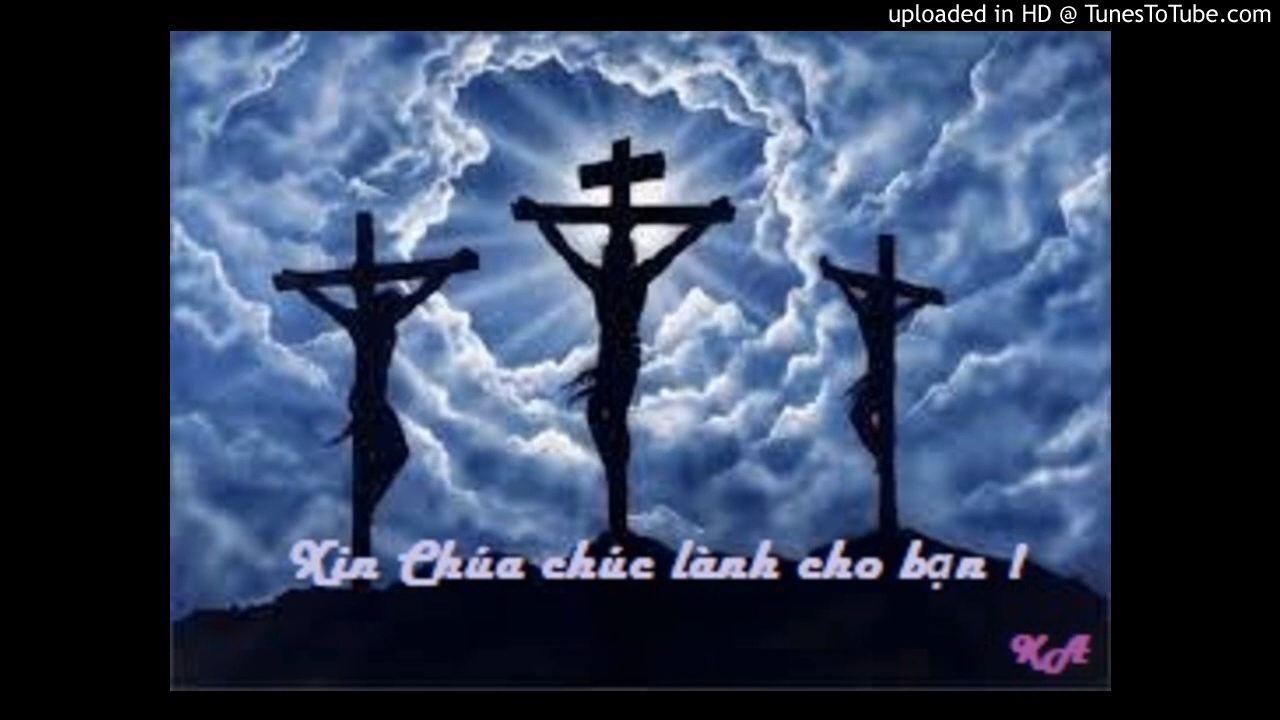 uploaded in HD @ TunesToTube.com
Xin Chúa chúc lành cho bạn !
KA